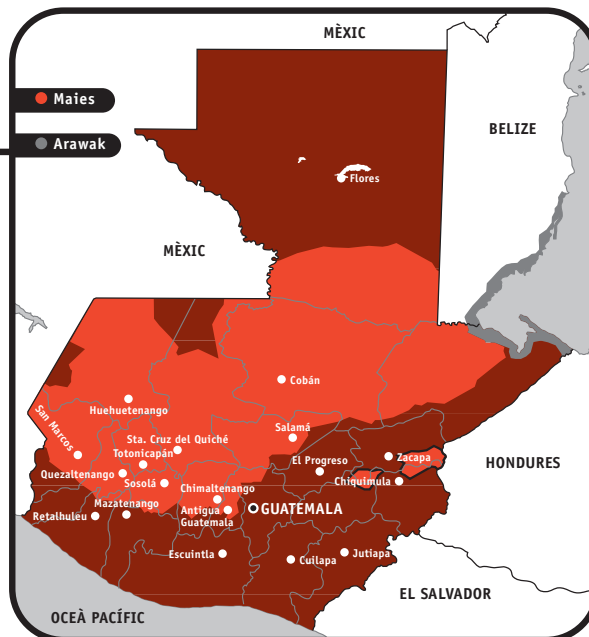 MÈXIC
Maies
BELIZE
Arawak
Flores
MÈXIC
Cobán
Huehuetenango
San Marcos
Salamá
Sta. Cruz del Quiché
Totonicapán
El Progreso
Zacapa
HONDURES
Quezaltenango
Sosolá
Chimaltenango
Chiquimula
Mazatenango
Retalhuleu
Antigua
Guatemala
GUATEMALA
Escuintla
Cuilapa
Jutiapa
EL SALVADOR
OCEÀ PACÍFIC